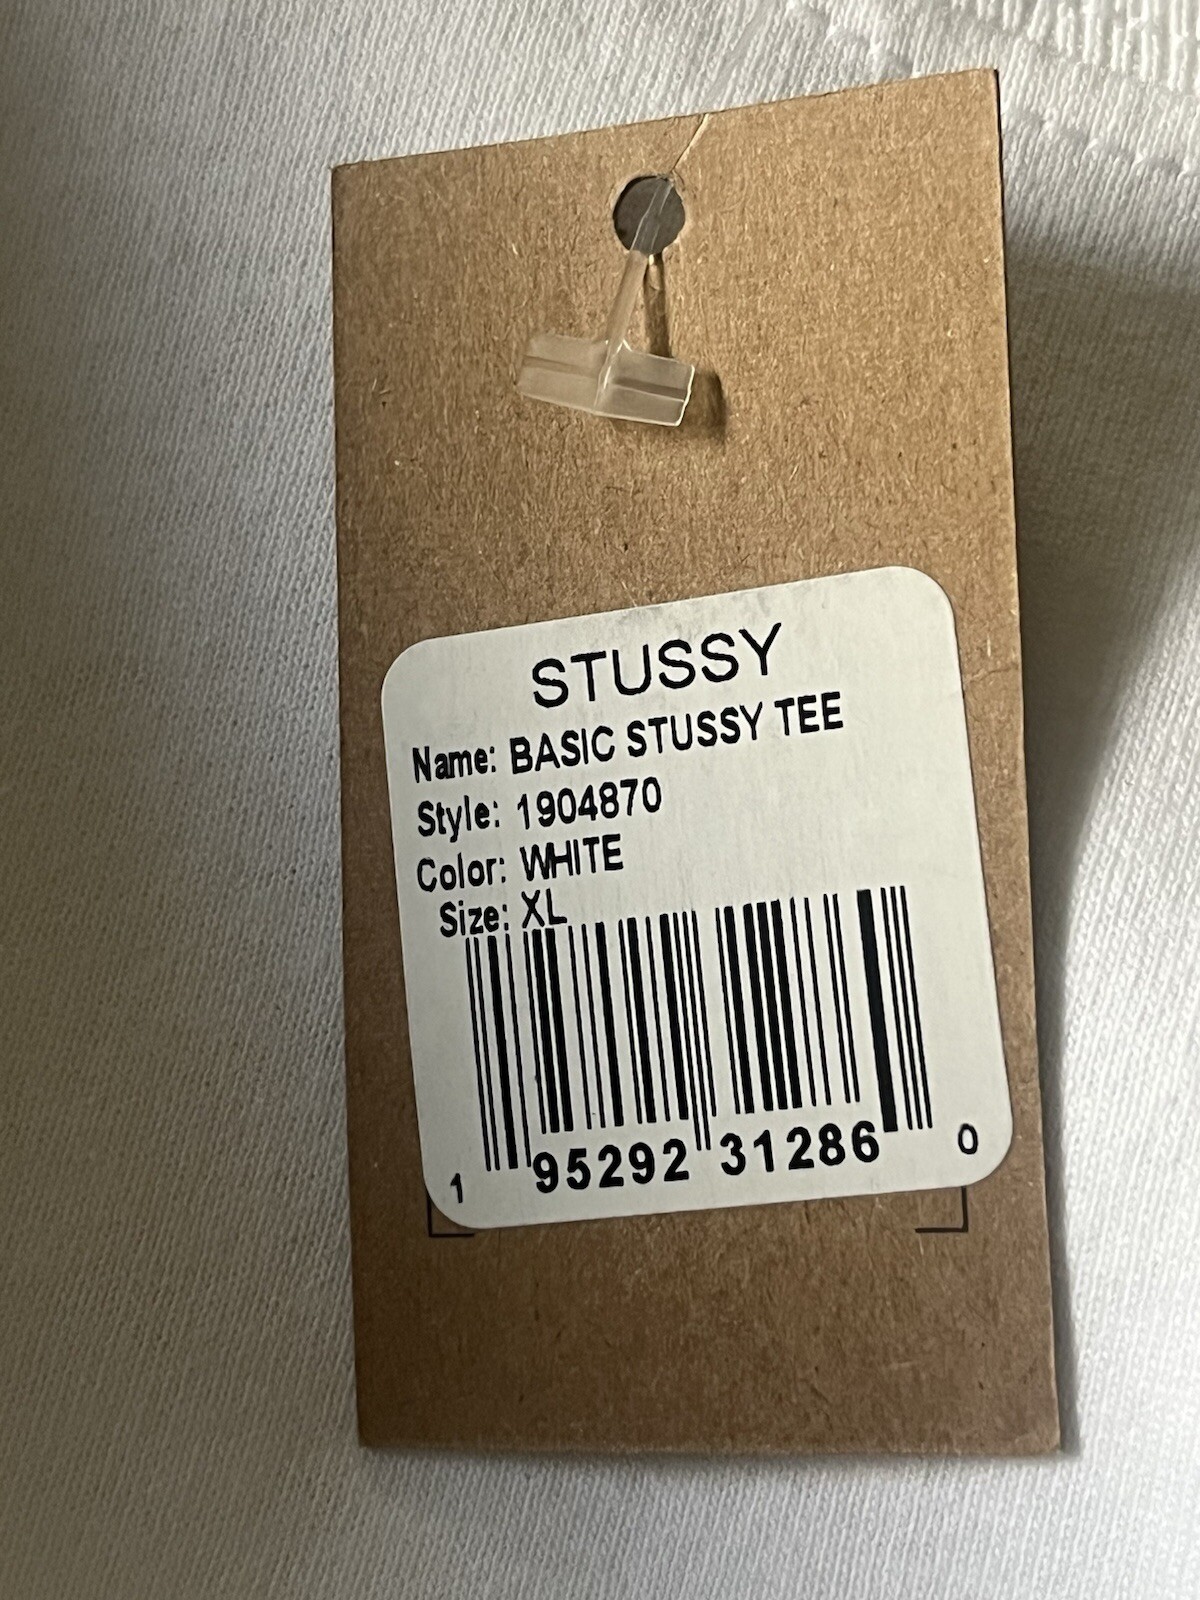 STUSSY
Name: BASIC STUSSY TEE
Style: 1904870
Color: WHITE
Size: XL
1 95292 31286 0